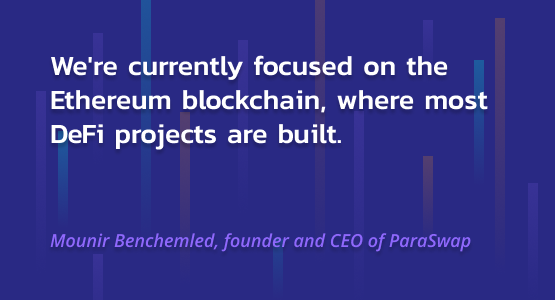 We're currently focused on the
Ethereum blockchain, where most
DeFi projects are built.
Mounir Benchemled, founder and CEO of ParaSwap